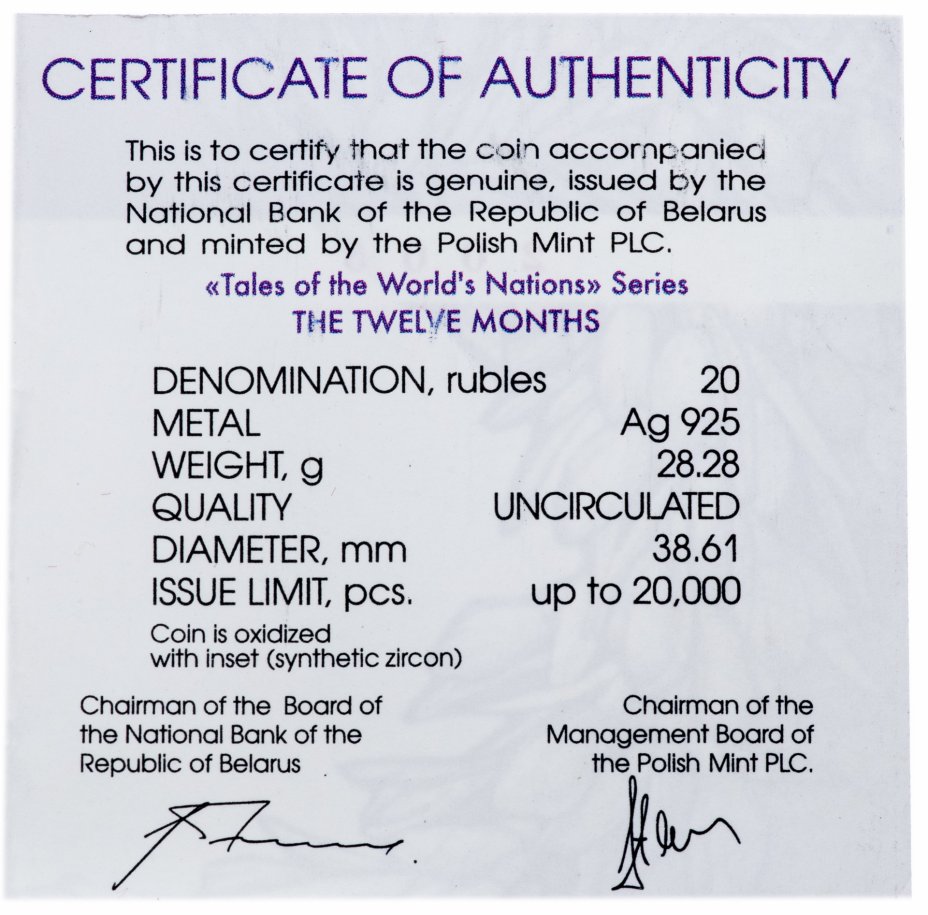 CERTIFICATE OF AUTHENTICITY
This is to certify that the coin accompanied
by this certificate is genuine, issued by the
National Bank of the Republic of Belarus
and minted by the Polish Mint PLC.
«Tales of the World's Nations» Series
THE TWELVE MONTHS
DENOMINATION, rubles 20
METAL Ag 925
WEIGHT, g 28.28
QUALITY UNCIRCULATED
DIAMETER, mm 38.61
ISSUE LIMIT, pcs. up to 20,000
Coin is oxidized
with inset (synthetic zircon)
Chairman of the Board of
the National Bank of the
Republic of Belarus
Chairman of the
Management Board of
the Polish Mint PLC.